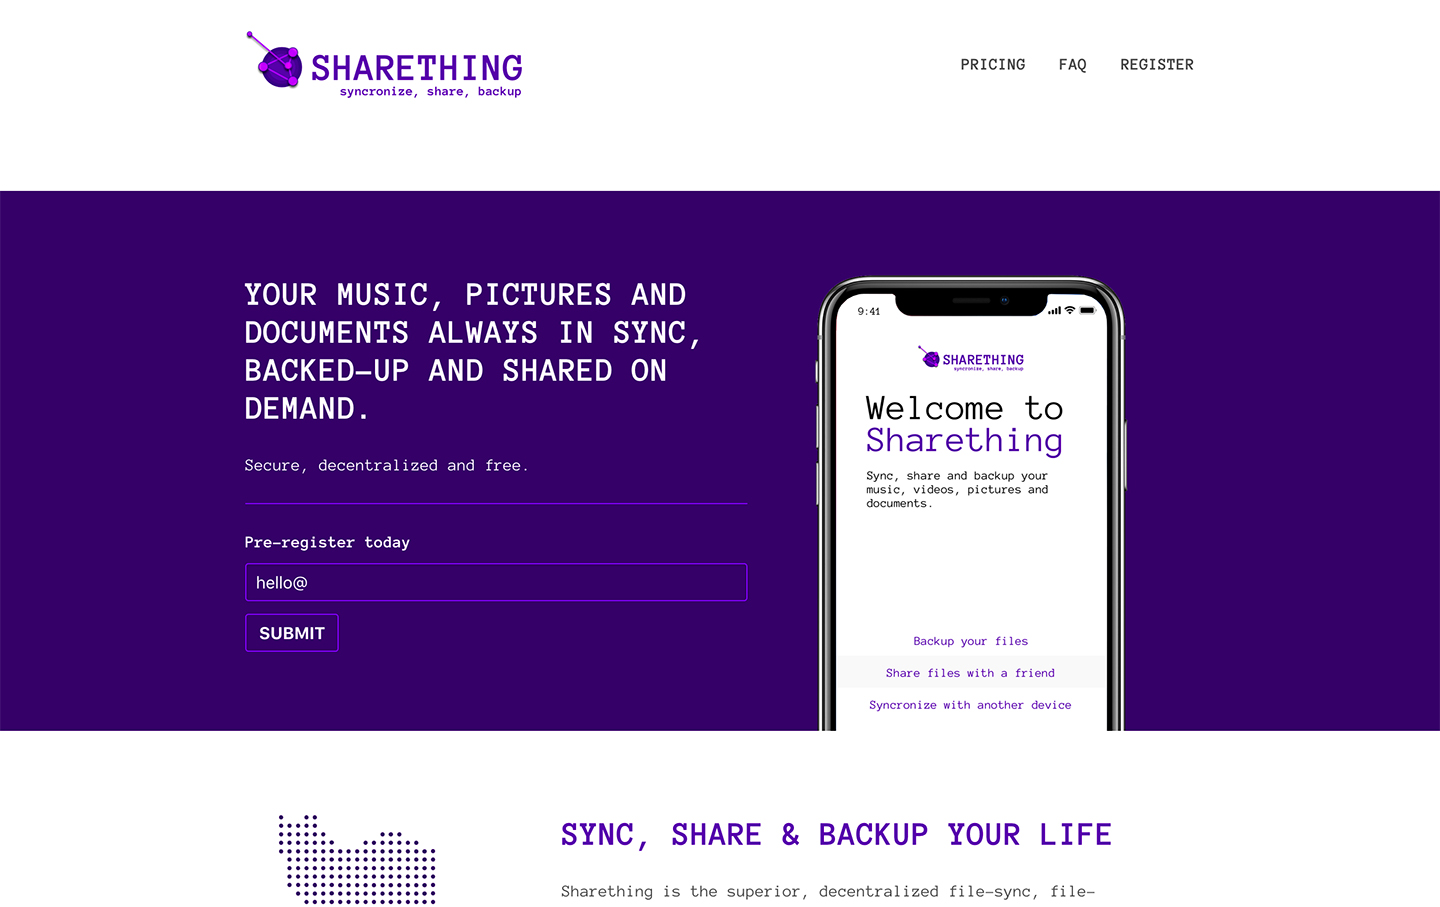 SHARETHING
syncronize, share, backup
PRICING
FAQ
REGISTER
YOUR MUSIC, PICTURES AND
DOCUMENTS ALWAYS IN SYNC,
BACKED-UP AND SHARED ON
DEMAND.
Secure, decentralized and free.
Pre-register today
hello@
SUBMIT
9:41
SHARETHING
syncronize, share, backup
Welcome to
Sharething
Sync, share and backup your
music, videos, pictures and
documents.
Backup your files
Share files with a friend
Syncronize with another device
SYNC, SHARE & BACKUP YOUR LIFE
Sharething is the superior, decentralized file-sync, file-